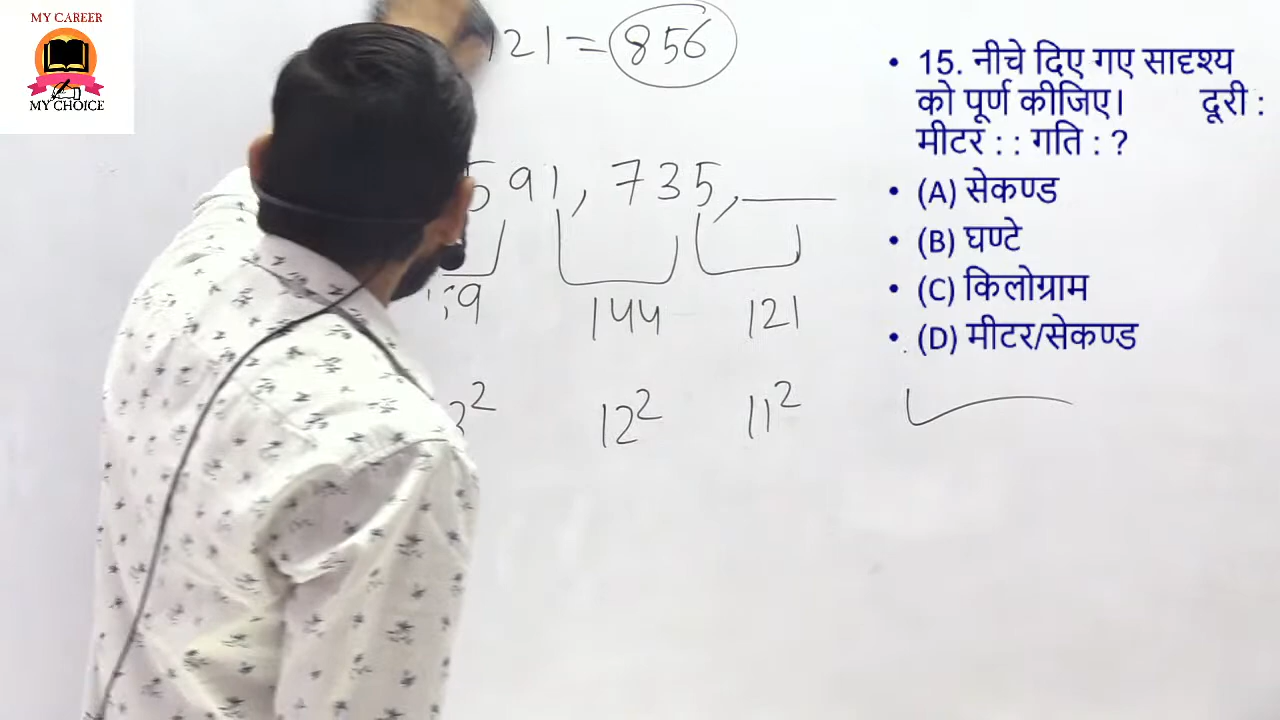 MY CAREER
MY CHOICE
121 = 856
591, 735,
144 121
3² 12² 11²
• 15. नीचे दिए गए सादृश्य
को पूर्ण कीजिए। दूरी :
मीटर : : गति : ?
• (A) सेकण्ड
• (B) घण्टे
• (C) किलोग्राम
• (D) मीटर/सेकण्ड